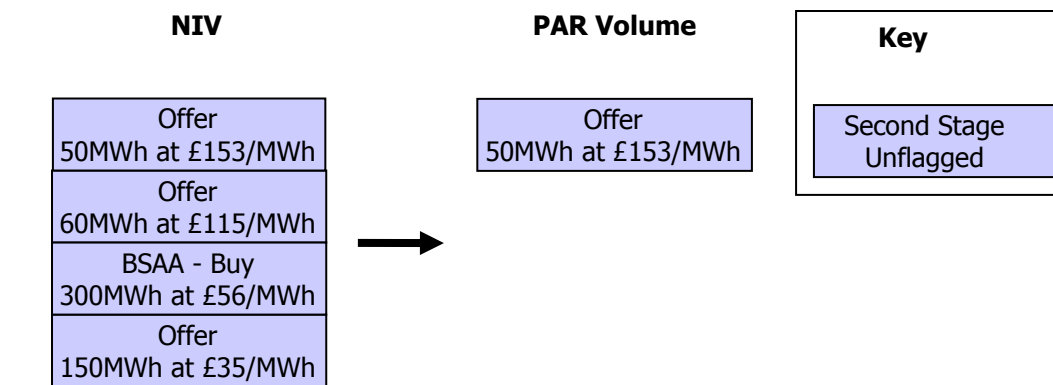 NIV
PAR Volume
Key
Offer
50MWh at £153/MWh
Offer
60MWh at £115/MWh
BSAA - Buy
300MWh at £56/MWh
Offer
150MWh at £35/MWh
Offer
50MWh at £153/MWh
Second Stage
Unflagged